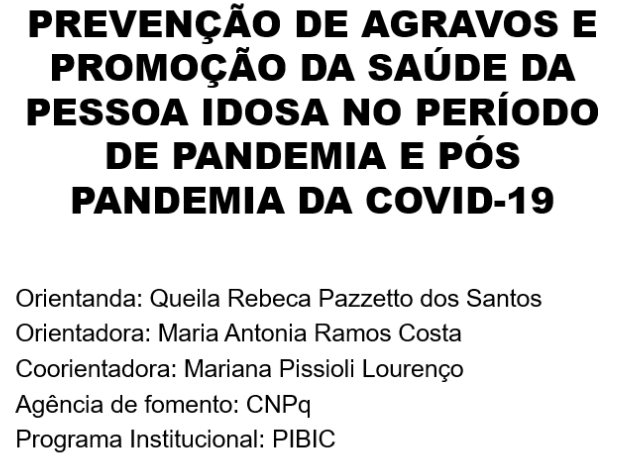 PREVENÇÃO DE AGRAVOS E
PROMOÇÃO DA SAÚDE DA
PESSOA IDOSA NO PERÍODO
DE PANDEMIA E PÓS
PANDEMIA DA COVID-19
Orientanda: Queila Rebeca Pazzetto dos Santos
Orientadora: Maria Antonia Ramos Costa
Coorientadora: Mariana Pissioli Lourenço
Agência de fomento: CNPq
Programa Institucional: PIBIC